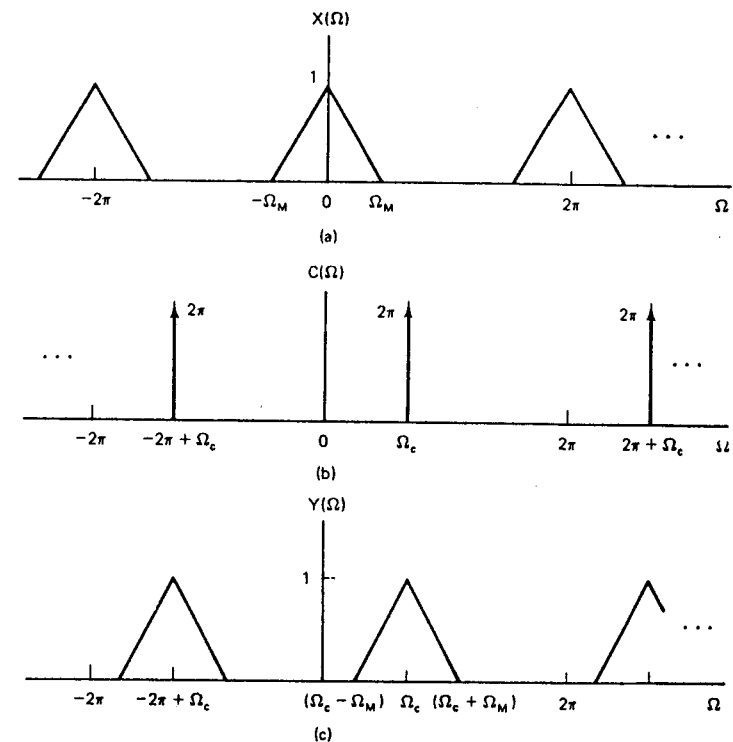 X(Ω)
1
. . .
−2π −Ω_M 0 Ω_M 2π Ω
(a)
C(Ω)
2π 2π 2π
. . . . . .
−2π −2π + Ω_c 0 Ω_c 2π 2π + Ω_c Ω
(b)
Y(Ω)
1
. . .
−2π −2π + Ω_c (Ω_c − Ω_M) Ω_c (Ω_c + Ω_M) 2π Ω
(c)